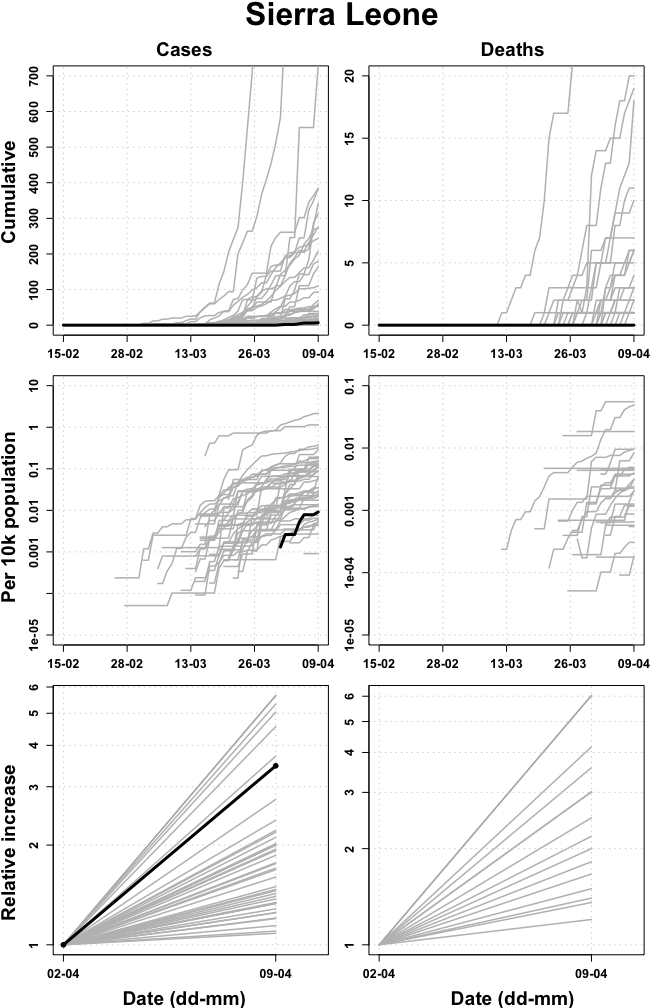 Sierra Leone
Cases
Deaths
Cumulative
700
600
500
400
300
200
100
0
15-02 28-02 13-03 26-03 09-04
20
15
10
5
0
15-02 28-02 13-03 26-03 09-04
Per 10k population
10
1
0.1
0.01
0.001
1e-05
15-02 28-02 13-03 26-03 09-04
0.1
0.01
0.001
1e-04
1e-05
15-02 28-02 13-03 26-03 09-04
Relative increase
6
5
4
3
2
1
02-04 09-04
Date (dd-mm)
6
5
4
3
2
1
02-04 09-04
Date (dd-mm)